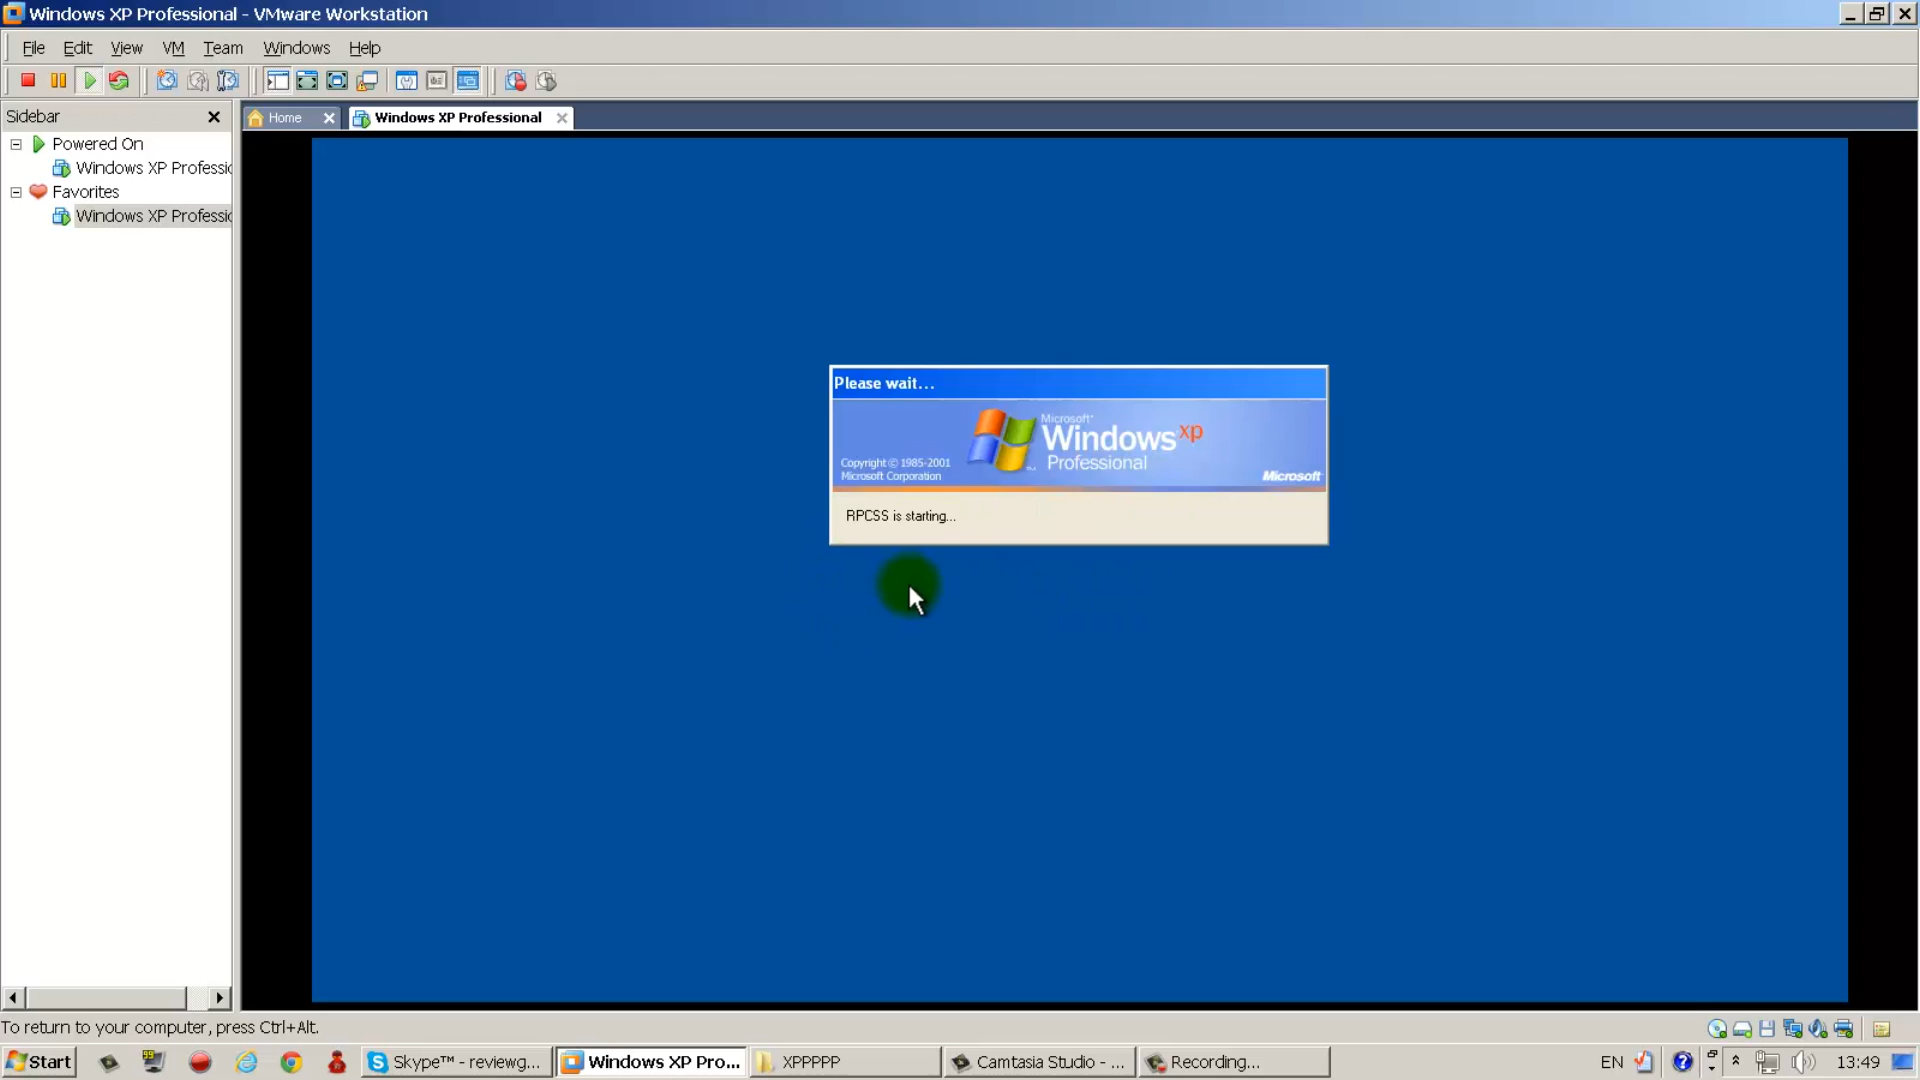 Windows XP Professional - VMware Workstation
File Edit View VM Team Windows Help
Sidebar
Home
Windows XP Professional
Powered On
Windows XP Professio
Favorites
Windows XP Professio
Please wait...
Microsoft®
Windows xp
Professional
Copyright © 1985-2001
Microsoft Corporation
Microsoft
RPCSS is starting...
To return to your computer, press Ctrl+Alt.
Start
Skype™ - reviewg...
Windows XP Pro...
XPPPPP
Camtasia Studio - ...
Recording...
EN
13:49